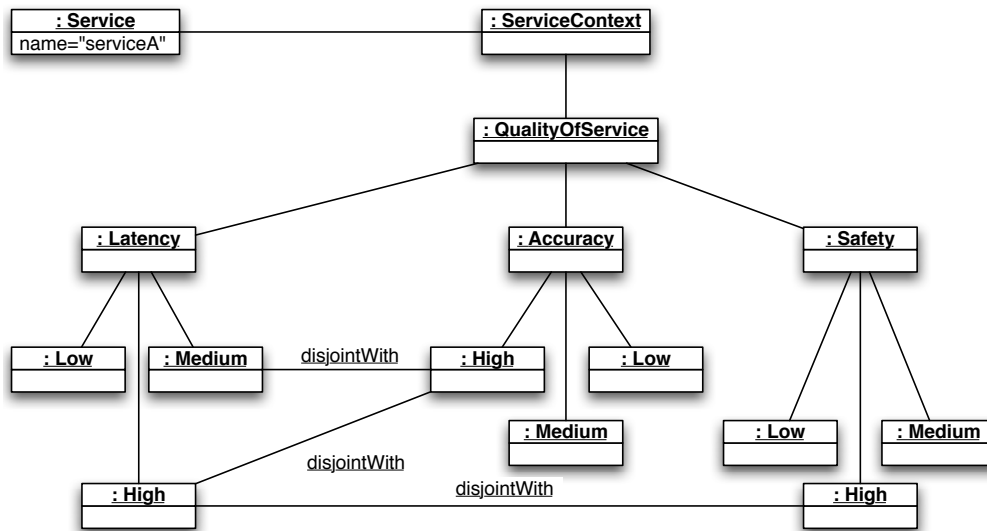 : Service
name="serviceA"
: ServiceContext
: QualityOfService
: Latency
: Accuracy
: Safety
: Low
: Medium
disjointWith
: High
: Low
: Medium
: Low
: Medium
disjointWith
: High
disjointWith
: High